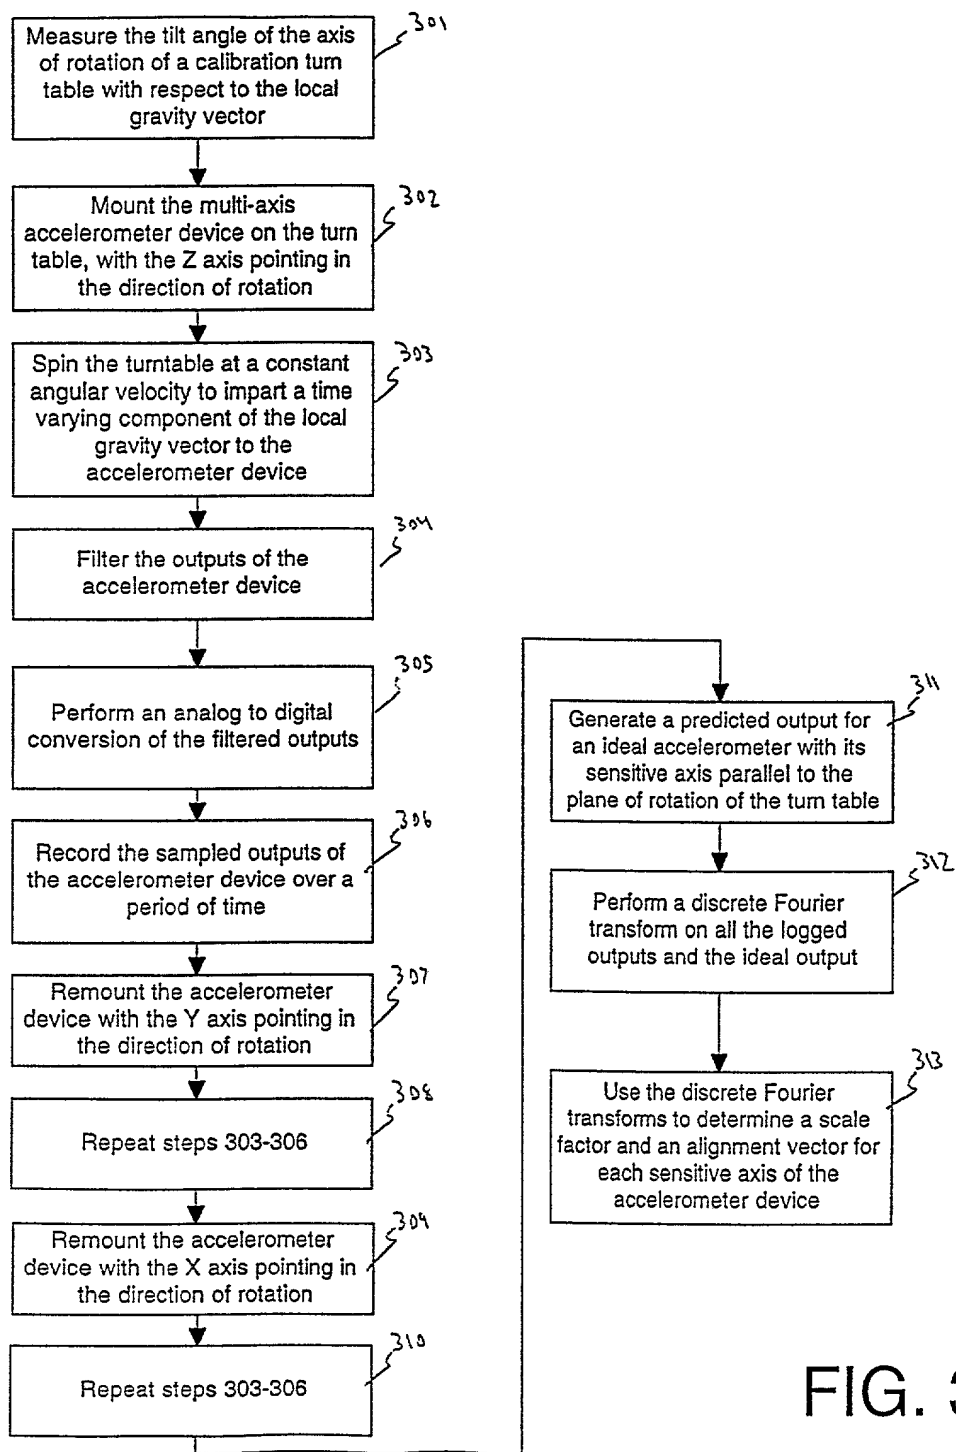 301
Measure the tilt angle of the axis
of rotation of a calibration turn
table with respect to the local
gravity vector
302
Mount the multi-axis
accelerometer device on the turn
table, with the Z axis pointing in
the direction of rotation
303
Spin the turntable at a constant
angular velocity to impart a time
varying component of the local
gravity vector to the
accelerometer device
304
Filter the outputs of the
accelerometer device
305
Perform an analog to digital
conversion of the filtered outputs
306
Record the sampled outputs of
the accelerometer device over a
period of time
307
Remount the accelerometer
device with the Y axis pointing in
the direction of rotation
308
Repeat steps 303-306
309
Remount the accelerometer
device with the X axis pointing in
the direction of rotation
310
Repeat steps 303-306
311
Generate a predicted output for
an ideal accelerometer with its
sensitive axis parallel to the
plane of rotation of the turn table
312
Perform a discrete Fourier
transform on all the logged
outputs and the ideal output
313
Use the discrete Fourier
transforms to determine a scale
factor and an alignment vector for
each sensitive axis of the
accelerometer device
FIG. 3